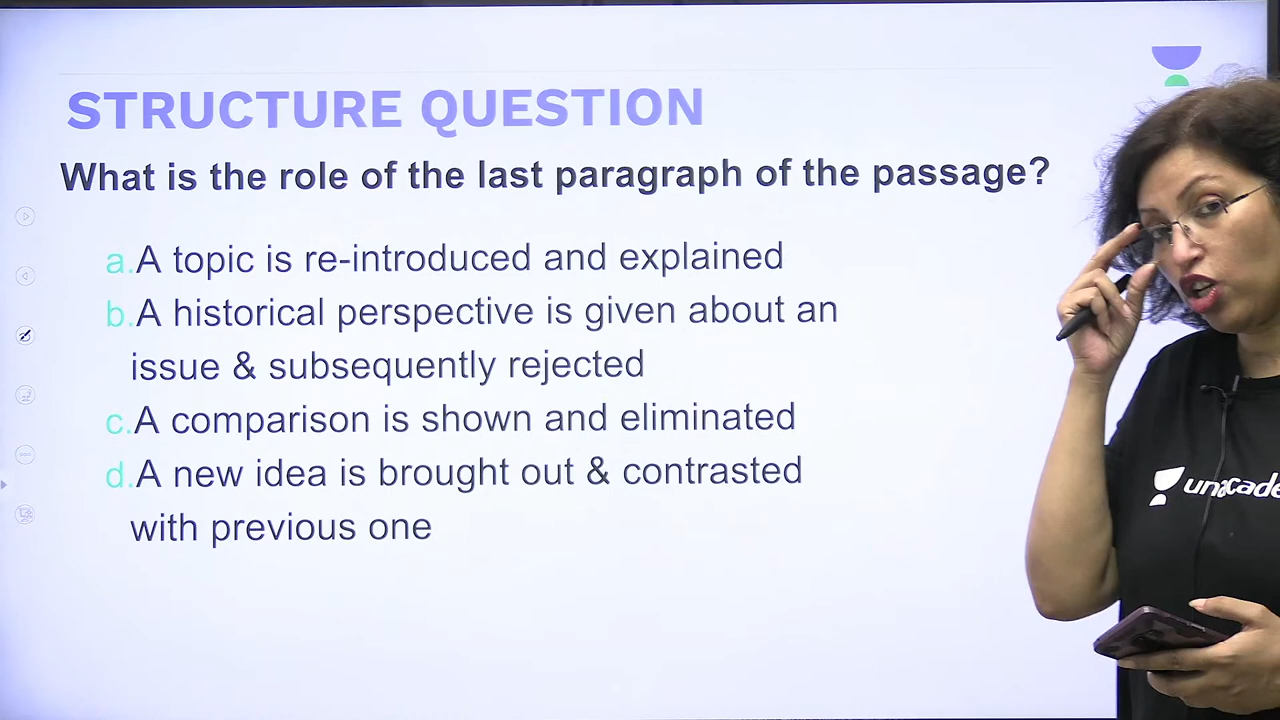 STRUCTURE QUESTION
What is the role of the last paragraph of the passage?
a.A topic is re-introduced and explained
b.A historical perspective is given about an
issue & subsequently rejected
c.A comparison is shown and eliminated
d.A new idea is brought out & contrasted
with previous one